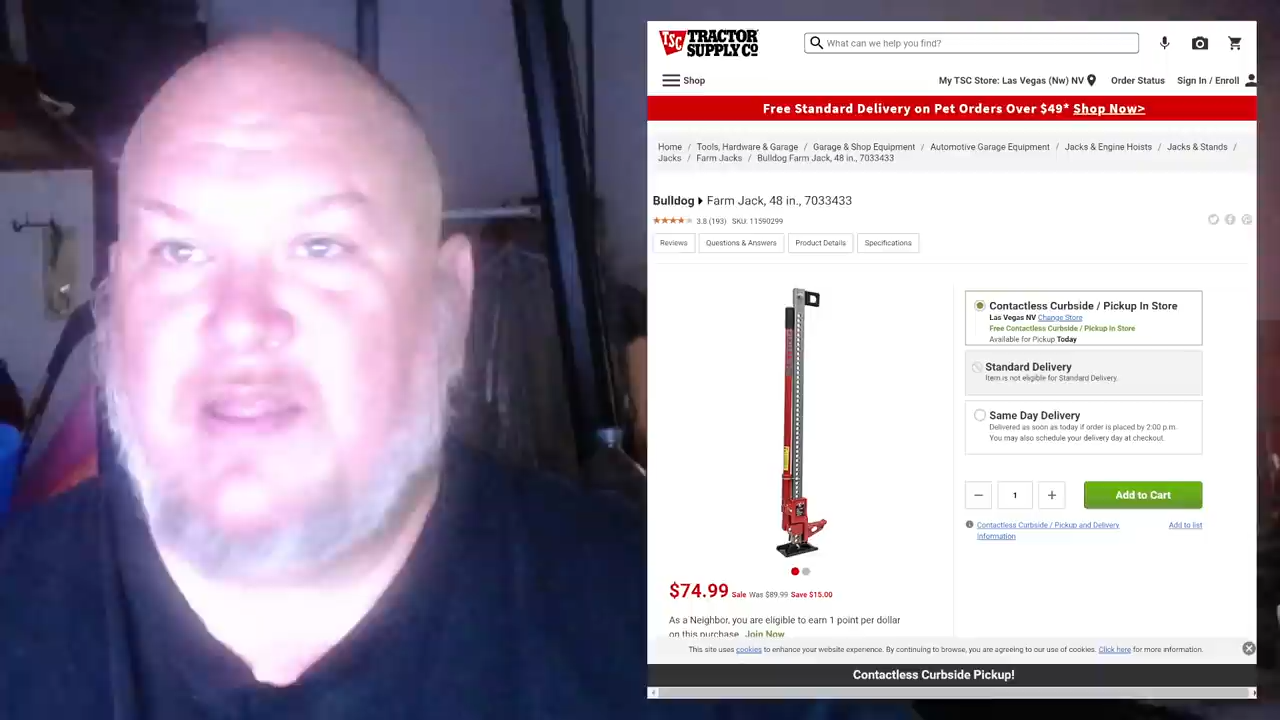 TSC TRACTOR SUPPLY CO
What can we help you find?
Shop
My TSC Store: Las Vegas (Nw) NV
Order Status
Sign In / Enroll
Free Standard Delivery on Pet Orders Over $49* Shop Now>
Home / Tools, Hardware & Garage / Garage & Shop Equipment / Automotive Garage Equipment / Jacks & Engine Hoists / Jacks & Stands /
Jacks / Farm Jacks / Bulldog Farm Jack, 48 in., 7033433
Bulldog Farm Jack, 48 in., 7033433
3.8 (193) SKU: 11590299
Reviews
Questions & Answers
Product Details
Specifications
Contactless Curbside / Pickup In Store
Las Vegas NV Change Store
Free Contactless Curbside / Pickup in Store
Available for Pickup Today
Standard Delivery
Item is not eligible for Standard Delivery.
Same Day Delivery
Delivered as soon as today if order is placed by 2:00 p.m.
You may also schedule your delivery day at checkout.
1
Add to Cart
Contactless Curbside / Pickup and Delivery
Information
Add to list
$74.99 Sale Was $89.99 Save $15.00
As a Neighbor, you are eligible to earn 1 point per dollar
on this purchase. Join Now
This site uses cookies to enhance your website experience. By continuing to browse, you are agreeing to our use of cookies. Click here for more information.
Contactless Curbside Pickup!